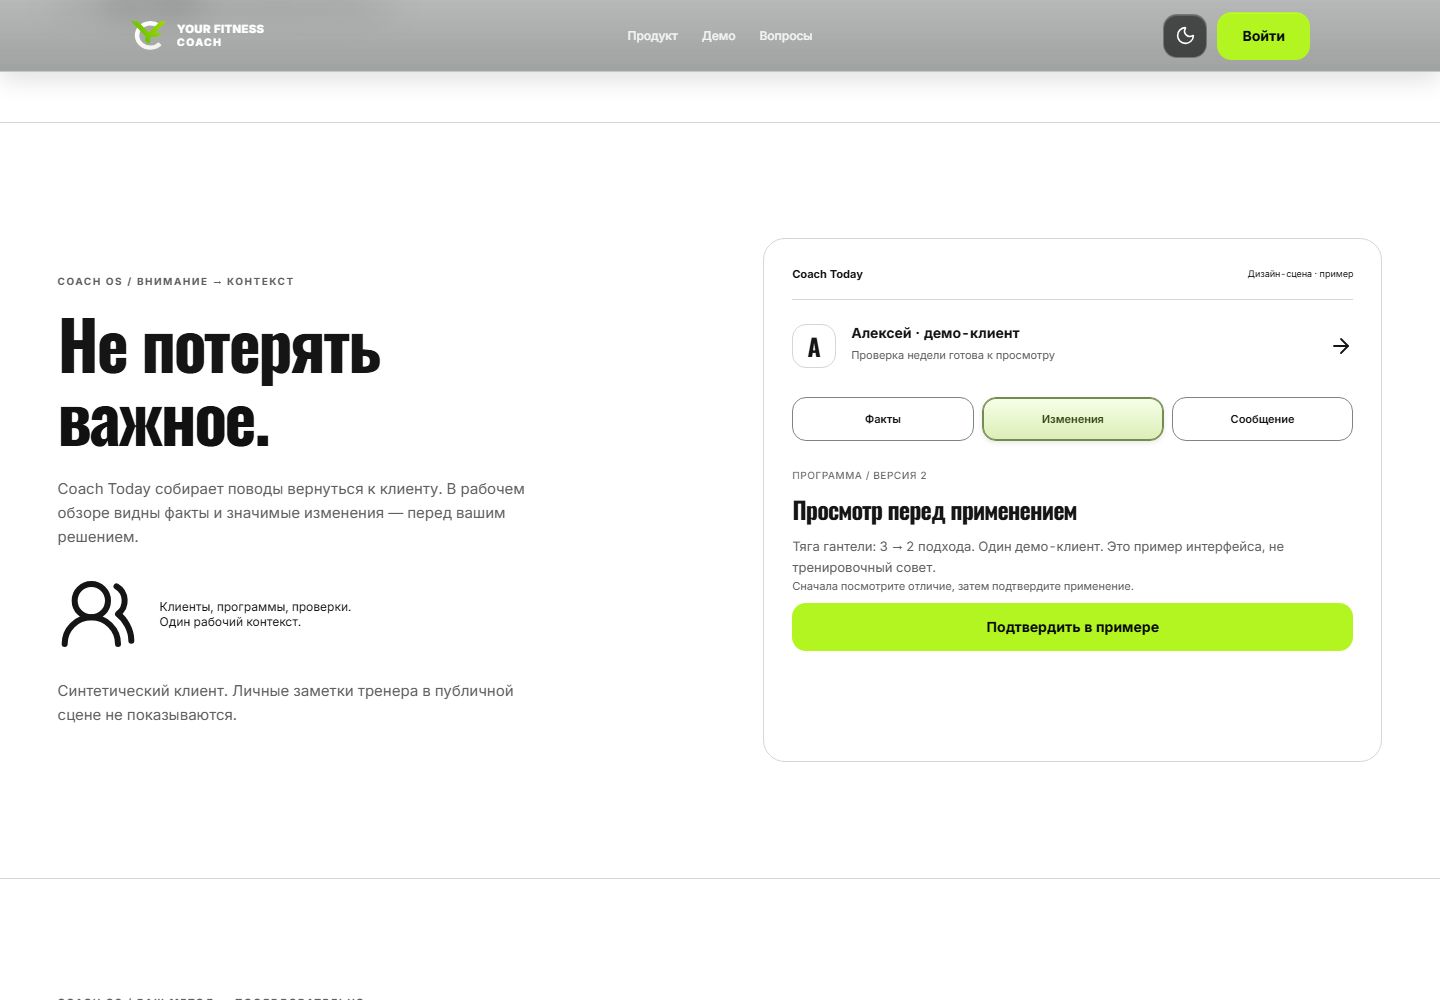 YOUR FITNESS
COACH
Продукт
Демо
Вопросы
Войти
COACH OS / ВНИМАНИЕ → КОНТЕКСТ
Не потерять
важное.
Coach Today собирает поводы вернуться к клиенту. В рабочем
обзоре видны факты и значимые изменения — перед вашим
решением.
Клиенты, программы, проверки.
Один рабочий контекст.
Синтетический клиент. Личные заметки тренера в публичной
сцене не показываются.
Coach Today
Дизайн-сцена · пример
А
Алексей · демо-клиент
Проверка недели готова к просмотру
Факты
Изменения
Сообщение
ПРОГРАММА / ВЕРСИЯ 2
Просмотр перед применением
Тяга гантели: 3 → 2 подхода. Один демо-клиент. Это пример интерфейса, не
тренировочный совет.
Сначала посмотрите отличие, затем подтвердите применение.
Подтвердить в примере